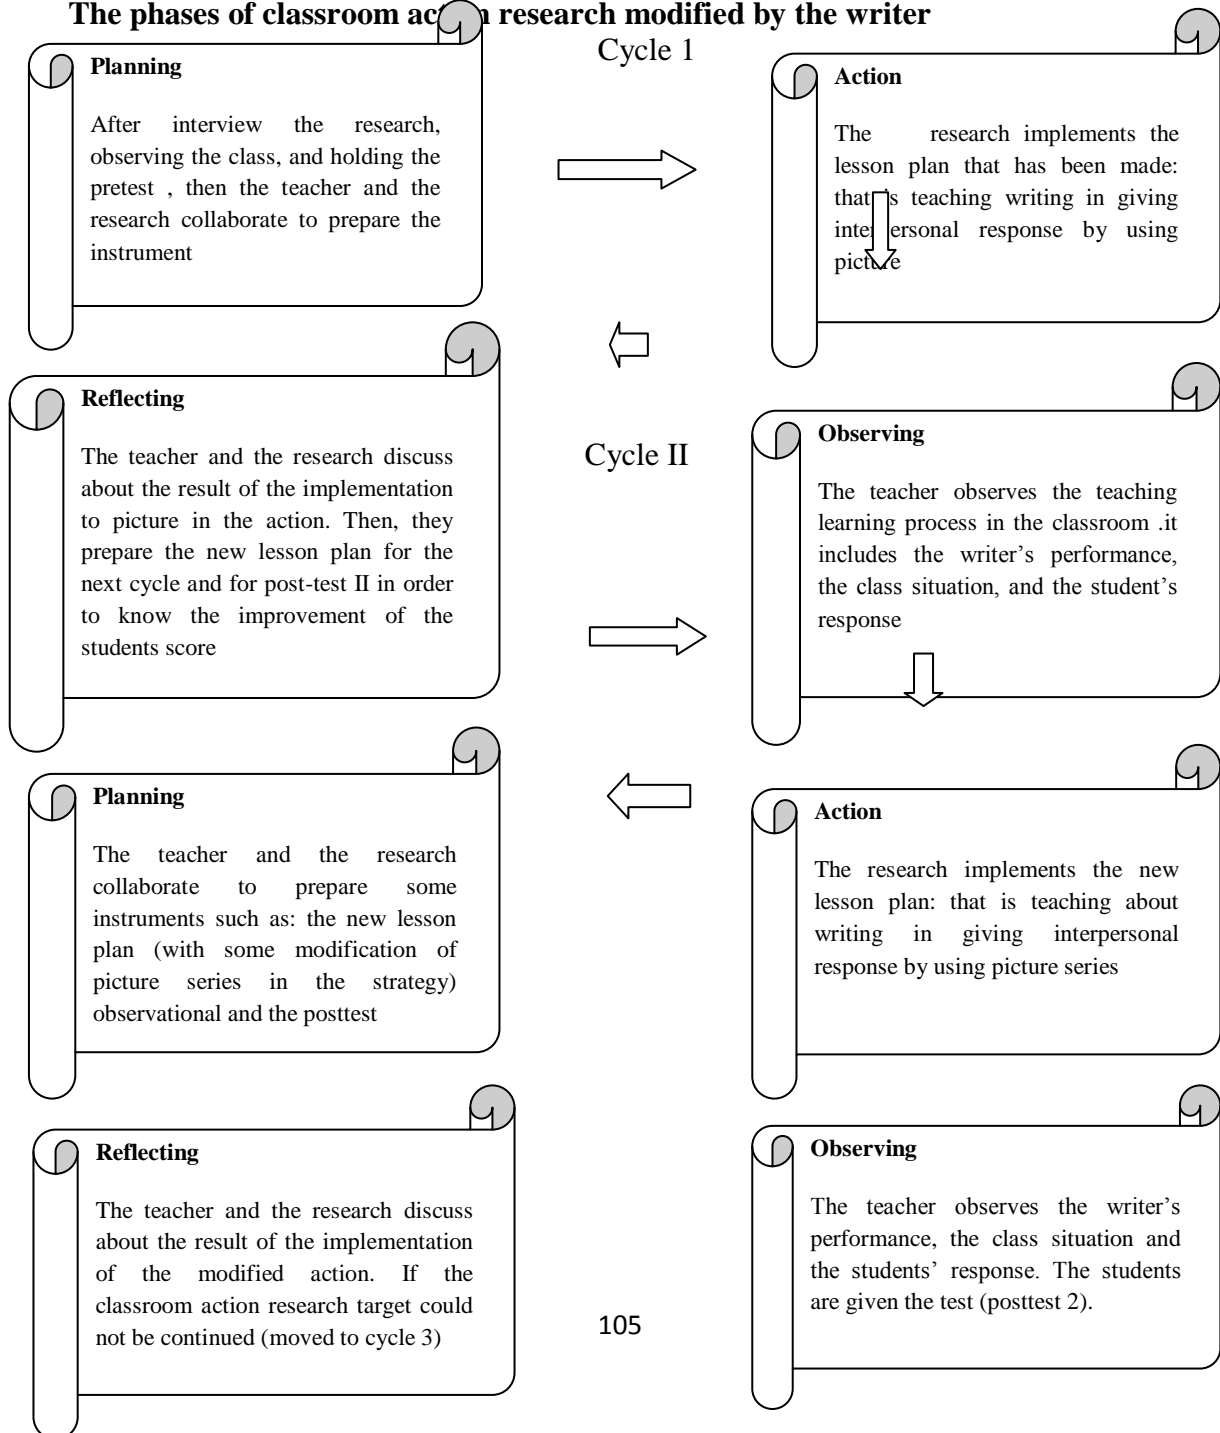 The phases of classroom action research modified by the writer
Cycle 1
Planning
After interview the research,
observing the class, and holding the
pretest , then the teacher and the
research collaborate to prepare the
instrument
Action
The research implements the
lesson plan that has been made:
that is teaching writing in giving
interpersonal response by using
picture
Reflecting
The teacher and the research discuss
about the result of the implementation
to picture in the action. Then, they
prepare the new lesson plan for the
next cycle and for post-test II in order
to know the improvement of the
students score
Observing
The teacher observes the teaching
learning process in the classroom .it
includes the writer’s performance,
the class situation, and the student’s
response
Cycle II
Planning
The teacher and the research
collaborate to prepare some
instruments such as: the new lesson
plan (with some modification of
picture series in the strategy)
observational and the posttest
Action
The research implements the new
lesson plan: that is teaching about
writing in giving interpersonal
response by using picture series
Reflecting
The teacher and the research discuss
about the result of the implementation
of the modified action. If the
classroom action research target could
not be continued (moved to cycle 3)
Observing
The teacher observes the writer’s
performance, the class situation and
the students’ response. The students
are given the test (posttest 2).
105